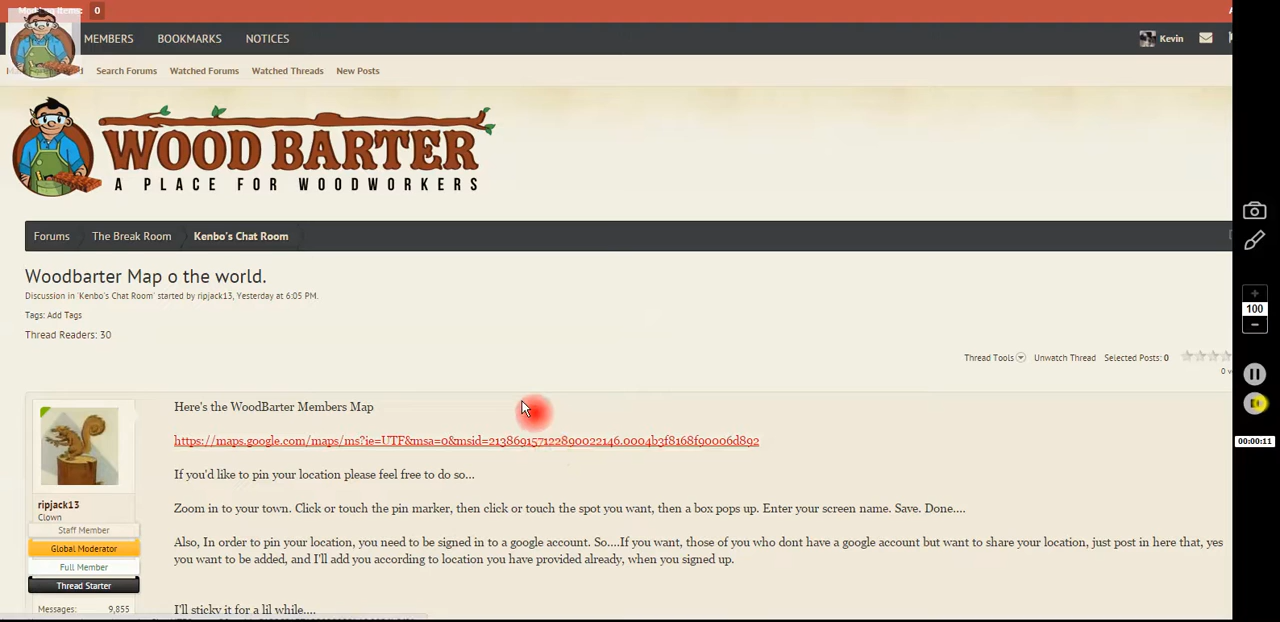 0
MEMBERS BOOKMARKS NOTICES Kevin
Search Forums Watched Forums Watched Threads New Posts
WOOD BARTER
A PLACE FOR WOODWORKERS
Forums The Break Room Kenbo's Chat Room
Woodbarter Map o the world.
Discussion in 'Kenbo's Chat Room' started by ripjack13, Yesterday at 6:05 PM.
Tags: Add Tags
Thread Readers: 30
Thread Tools Unwatch Thread Selected Posts: 0
0
Here's the WoodBarter Members Map
https://maps.google.com/maps/ms?ie=UTF&msa=0&msid=213869157122890022146.0004b3f8168f90006d892
If you'd like to pin your location please feel free to do so...
ripjack13
Clown
Staff Member
Global Moderator
Full Member
Thread Starter
Messages: 9,855
Zoom in to your town. Click or touch the pin marker, then click or touch the spot you want, then a box pops up. Enter your screen name. Save. Done....
Also, In order to pin your location, you need to be signed in to a google account. So....If you want, those of you who dont have a google account but want to share your location, just post in here that, yes
you want to be added, and I'll add you according to location you have provided already, when you signed up.
I'll sticky it for a lil while....
100
00:00:11